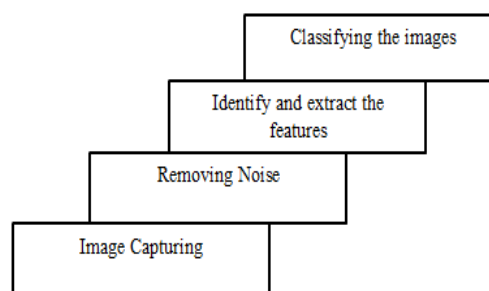 Classifying the images
Identify and extract the
features
Removing Noise
Image Capturing